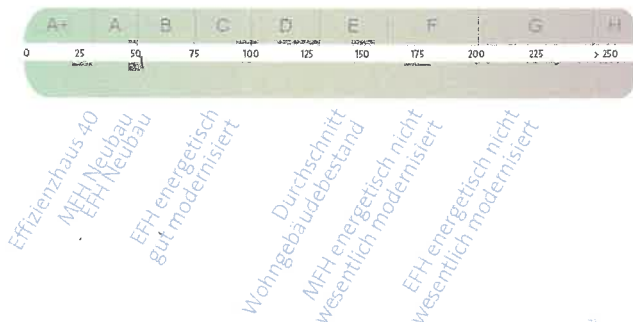 A+ A B C D E F G H
0 25 50 75 100 125 150 175 200 225 > 250
Effizienzhaus 40
MFH Neubau
EFH Neubau
EFH energetisch
gut modernisiert
Durchschnitt
Wohngebäudebestand
MFH energetisch nicht
wesentlich modernisiert
EFH energetisch nicht
wesentlich modernisiert